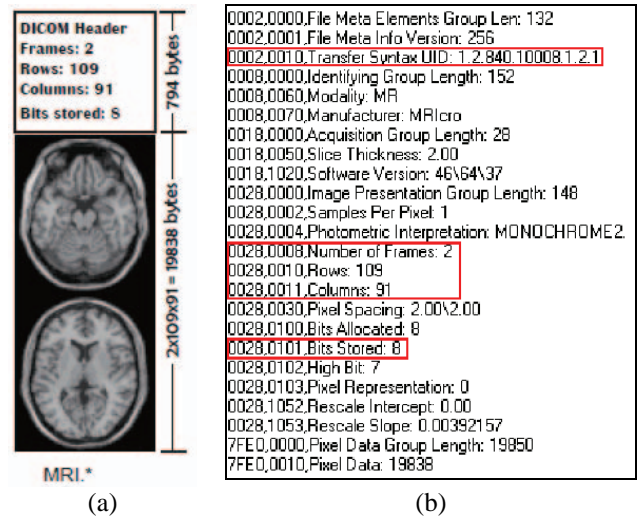 DICOM Header
Frames: 2
Rows: 109
Columns: 91
Bits stored: 8
794 bytes
2x109x91 = 19838 bytes
MRI.*
(a)
0002,0000,File Meta Elements Group Len: 132
0002,0001,File Meta Info Version: 256
0002,0010,Transfer Syntax UID: 1.2.840.10008.1.2.1
0008,0000,Identifying Group Length: 152
0008,0060,Modality: MR
0008,0070,Manufacturer: MRIcro
0018,0000,Acquisition Group Length: 28
0018,0050,Slice Thickness: 2.00
0018,1020,Software Version: 46\64\37
0028,0000,Image Presentation Group Length: 148
0028,0002,Samples Per Pixel: 1
0028,0004,Photometric Interpretation: MONOCHROME2.
0028,0008,Number of Frames: 2
0028,0010,Rows: 109
0028,0011,Columns: 91
0028,0030,Pixel Spacing: 2.00\2.00
0028,0100,Bits Allocated: 8
0028,0101,Bits Stored: 8
0028,0102,High Bit: 7
0028,0103,Pixel Representation: 0
0028,1052,Rescale Intercept: 0.00
0028,1053,Rescale Slope: 0.00392157
7FE0,0000,Pixel Data Group Length: 19850
7FE0,0010,Pixel Data: 19838
(b)